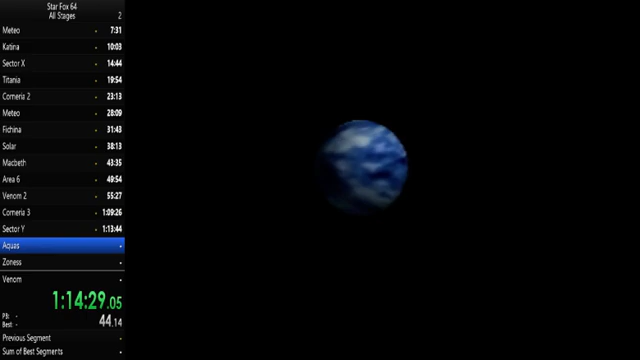 Star Fox 64
All Stages 2
Meteo - 7:31
Katina - 10:03
Sector X - 14:44
Titania - 19:54
Corneria 2 - 23:13
Meteo - 28:09
Fichina - 31:43
Solar - 38:13
Macbeth - 43:35
Area 6 - 49:54
Venom 2 - 55:27
Corneria 3 - 1:09:26
Sector Y - 1:13:44
Aquas -
Zoness -
Venom -
1:14:29.05
PB: -
Best - 44.14
Previous Segment -
Sum of Best Segments -